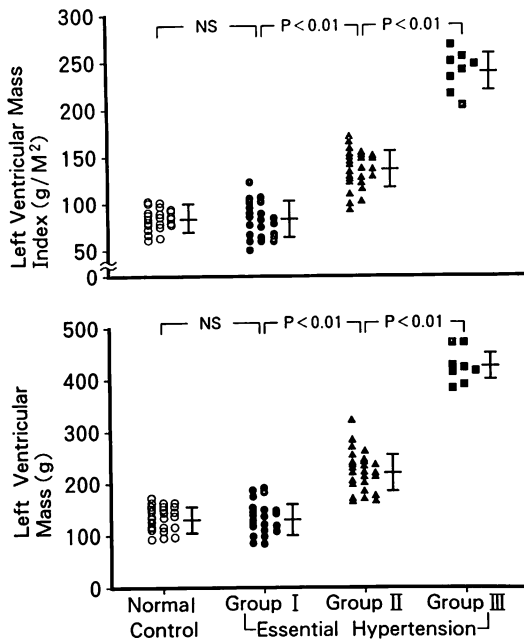 NS P<0.01 P<0.01
300
250
200
150
100
50
0
Left Ventricular Mass
Index (g/M²)
NS P<0.01 P<0.01
500
400
300
200
100
0
Left Ventricular
Mass (g)
Normal Group Ⅰ Group Ⅱ Group Ⅲ
Control Essential Hypertension